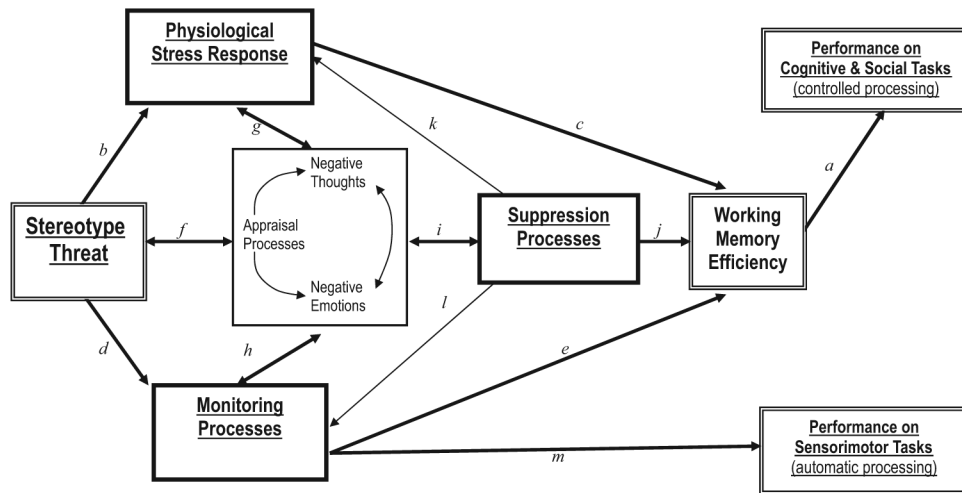 Physiological
Stress Response
Performance on
Cognitive & Social Tasks
(controlled processing)
k
c
g
b
a
Negative
Thoughts
Stereotype
Threat
f
Appraisal
Processes
i
Suppression
Processes
j
Working
Memory
Efficiency
Negative
Emotions
l
d
h
e
Monitoring
Processes
m
Performance on
Sensorimotor Tasks
(automatic processing)